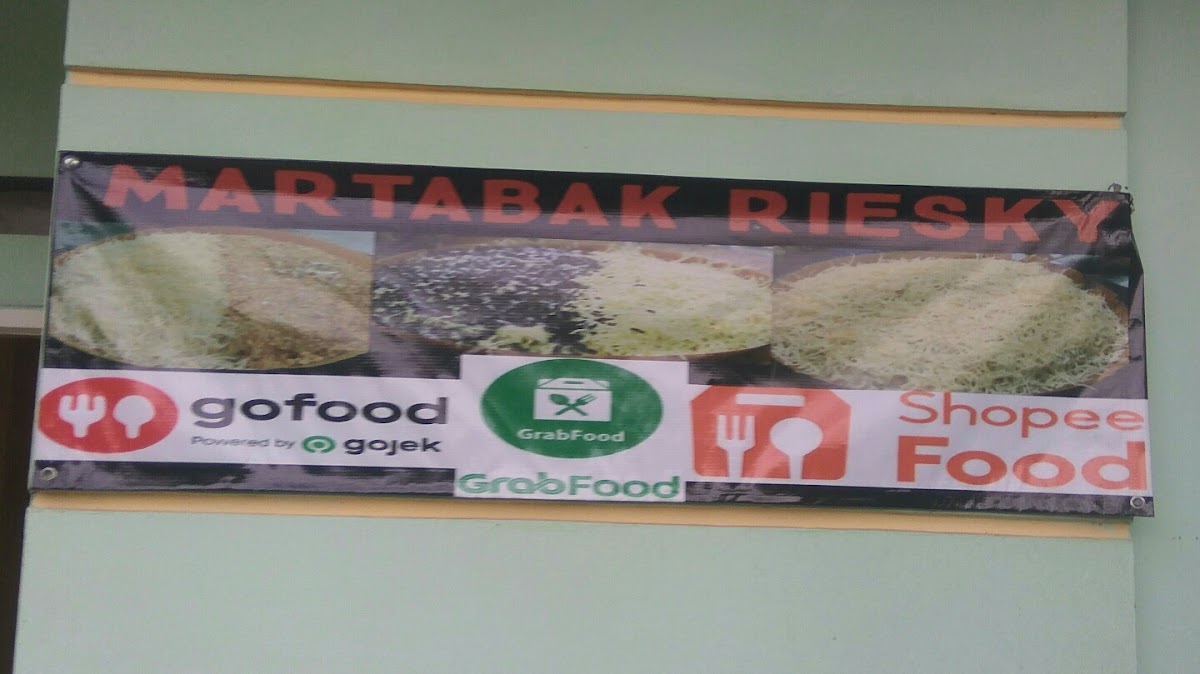 MARTABAK RIESKY
gofood
Powered by gojek
GrabFood
GrabFood
Shopee
Food